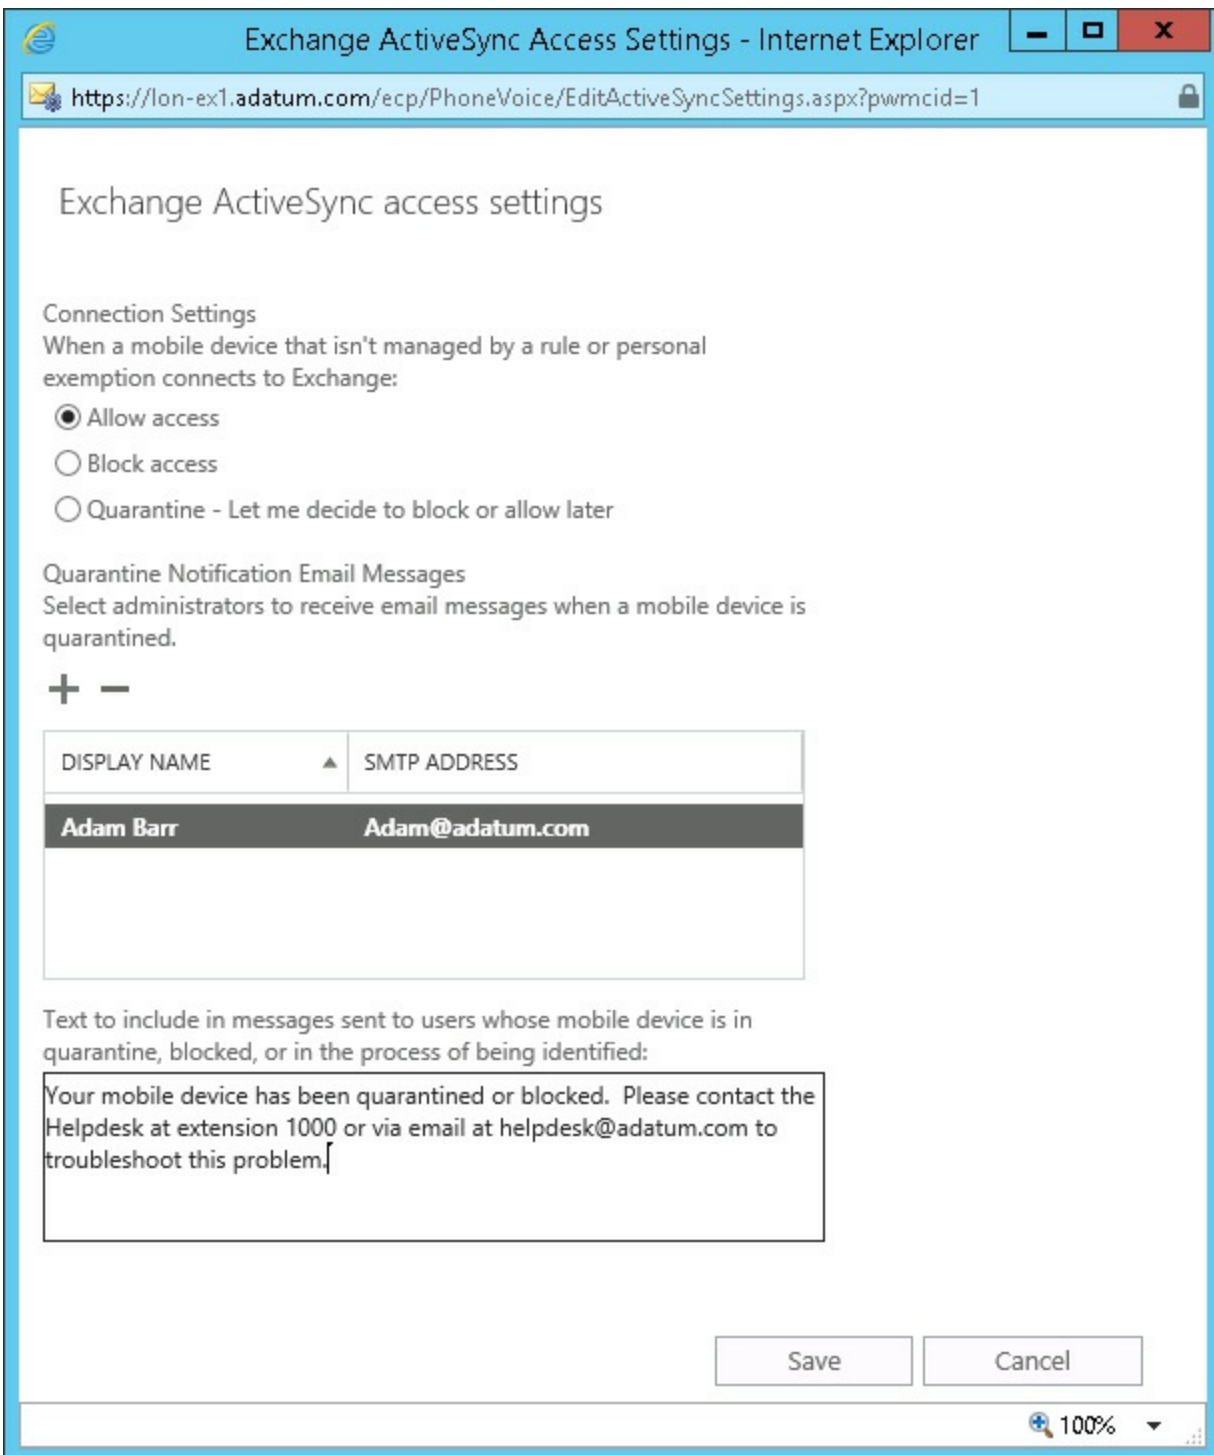 Exchange ActiveSync Access Settings - Internet Explorer
https://lon-ex1.adatum.com/ecp/PhoneVoice/EditActiveSyncSettings.aspx?pwmcid=1
Exchange ActiveSync access settings
Connection Settings
When a mobile device that isn't managed by a rule or personal
exemption connects to Exchange:
Allow access
Block access
Quarantine - Let me decide to block or allow later
Quarantine Notification Email Messages
Select administrators to receive email messages when a mobile device is
quarantined.
DISPLAY NAME SMTP ADDRESS
Adam Barr Adam@adatum.com
Text to include in messages sent to users whose mobile device is in
quarantine, blocked, or in the process of being identified:
Your mobile device has been quarantined or blocked.  Please contact the
Helpdesk at extension 1000 or via email at helpdesk@adatum.com to
troubleshoot this problem.
Save Cancel
100%